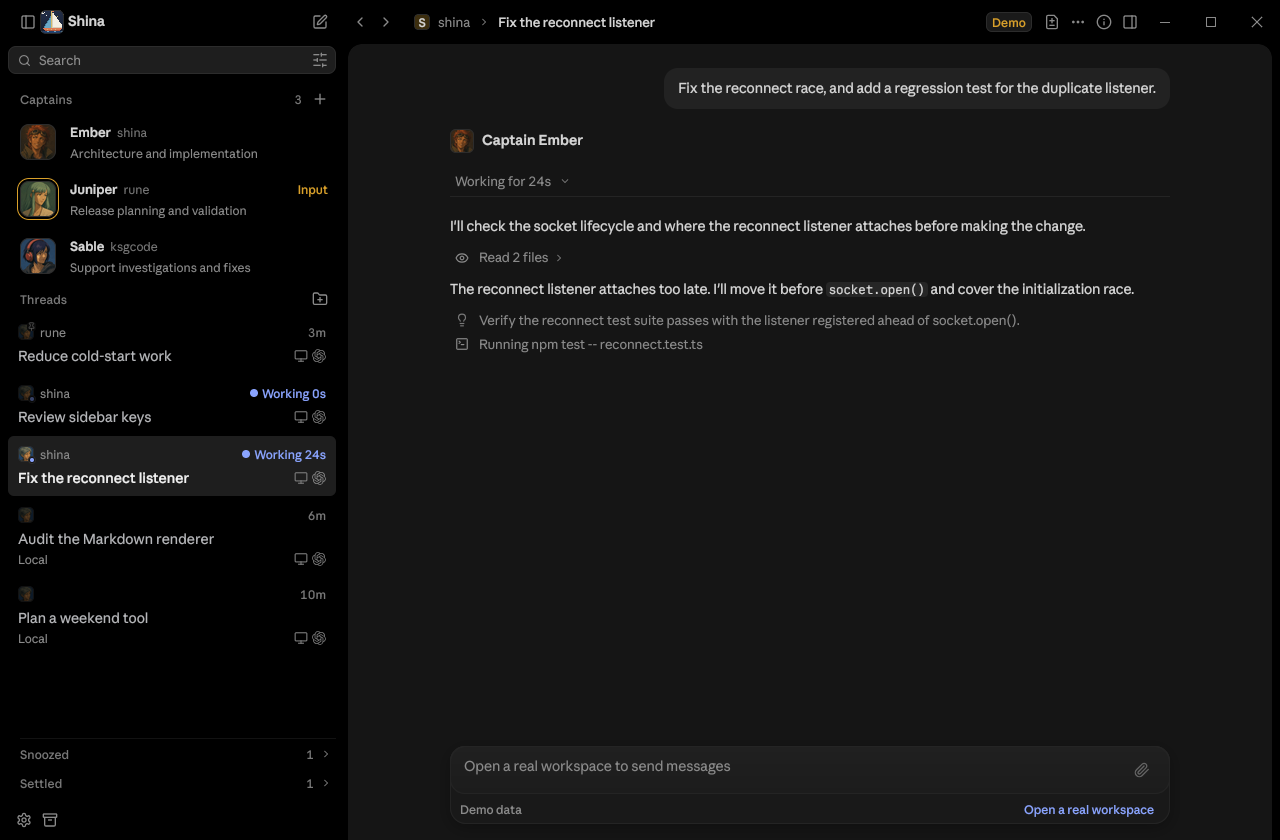 Shina
S shina Fix the reconnect listener
Demo
Search
Captains 3
Ember shina
Architecture and implementation
Juniper rune Input
Release planning and validation
Sable ksgcode
Support investigations and fixes
Threads
rune 3m
Reduce cold-start work
shina Working 0s
Review sidebar keys
shina Working 24s
Fix the reconnect listener
6m
Audit the Markdown renderer
Local
10m
Plan a weekend tool
Local
Snoozed 1
Settled 1
Fix the reconnect race, and add a regression test for the duplicate listener.
Captain Ember
Working for 24s
I'll check the socket lifecycle and where the reconnect listener attaches before making the change.
Read 2 files
The reconnect listener attaches too late. I'll move it before socket.open() and cover the initialization race.
Verify the reconnect test suite passes with the listener registered ahead of socket.open().
Running npm test -- reconnect.test.ts
Open a real workspace to send messages
Demo data Open a real workspace